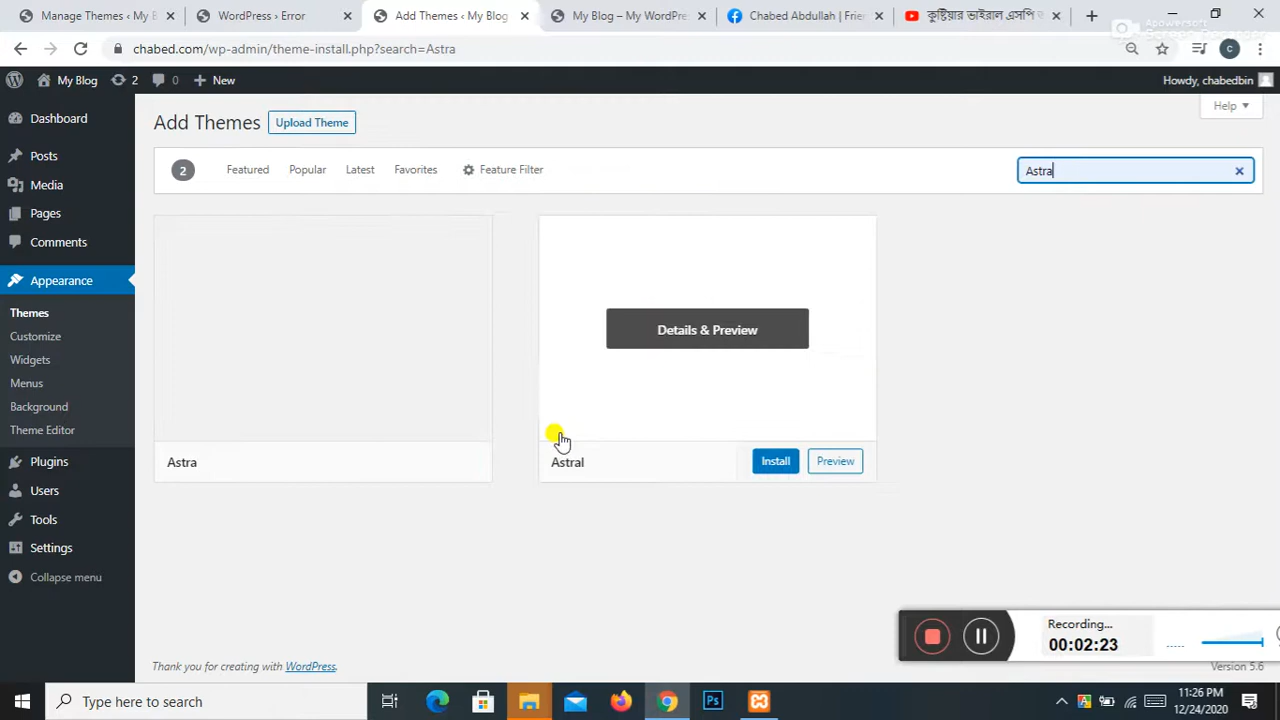 Manage Themes ‹ My B
WordPress › Error
Add Themes ‹ My Blog
My Blog – My WordPre
Chabed Abdullah | Frie
কুষ্টিয়ার ভাইরাল এসপি
chabed.com/wp-admin/theme-install.php?search=Astra
Apowersoft
Screen Recorder
C
My Blog
2
0
New
Howdy, chabedbin
Dashboard
Posts
Media
Pages
Comments
Appearance
Themes
Customize
Widgets
Menus
Background
Theme Editor
Plugins
Users
Tools
Settings
Collapse menu
Add Themes
Upload Theme
Help
2
Featured
Popular
Latest
Favorites
Feature Filter
Astra
Details & Preview
Astra
Astral
Install
Preview
Recording...
00:02:23
Thank you for creating with WordPress.
Version 5.6
Type here to search
Ps
11:26 PM
12/24/2020